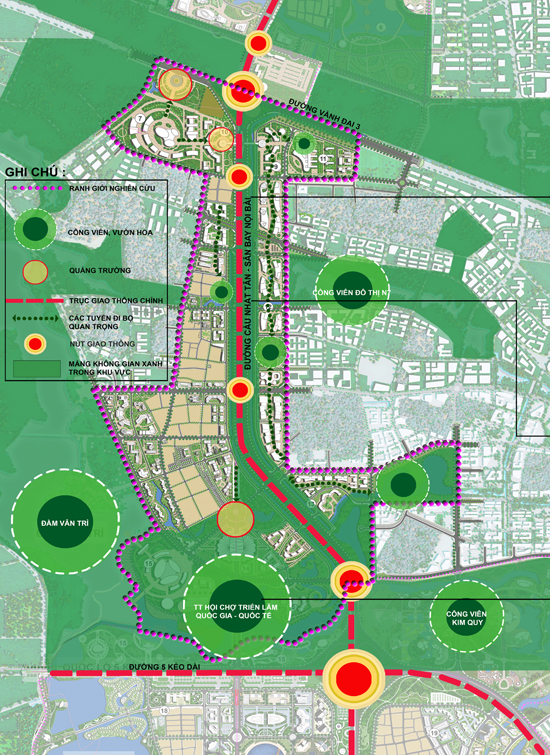 ĐƯỜNG VÀNH ĐAI 3
GHI CHÚ :
RANH GIỚI NGHIÊN CỨU
CÔNG VIÊN, VƯỜN HOA
QUẢNG TRƯỜNG
TRỤC GIAO THÔNG CHÍNH
CÁC TUYẾN ĐI BỘ
QUAN TRỌNG
NÚT GIAO THÔNG
MẢNG KHÔNG GIAN XANH
TRONG KHU VỰC
ĐƯỜNG CẦU NHẬT TÂN - SÂN BAY NỘI BÀI
CÔNG VIÊN ĐÔ THỊ N7
ĐẦM VÂN TRÌ
TT HỘI CHỢ TRIỂN LÃM
QUỐC GIA - QUỐC TẾ
CÔNG VIÊN
KIM QUY
ĐƯỜNG 5 KÉO DÀI
18